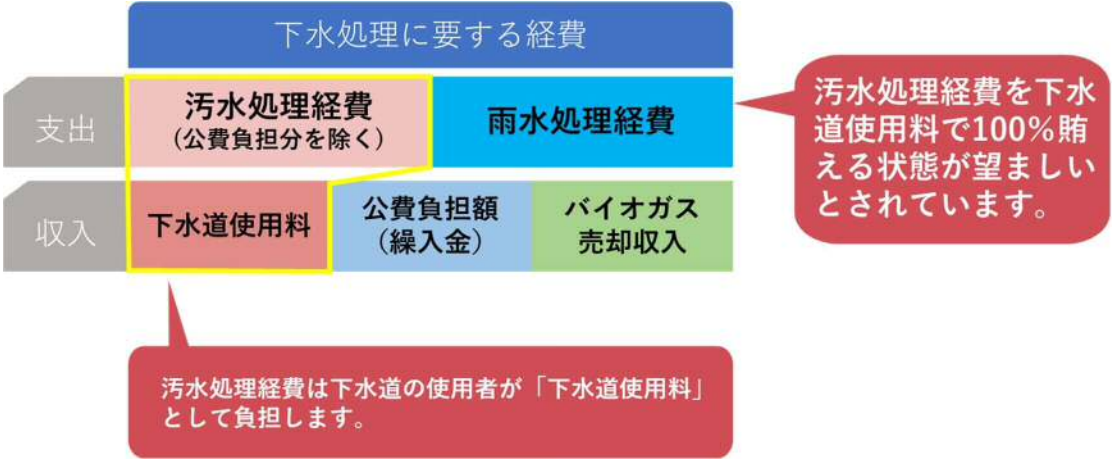 下水処理に要する経費
支出
汚水処理経費
(公費負担分を除く)
雨水処理経費
汚水処理経費を下水
道使用料で100%賄
える状態が望ましい
とされています。
収入
下水道使用料
公費負担額
(繰入金)
バイオガス
売却収入
汚水処理経費は下水道の使用者が「下水道使用料」
として負担します。